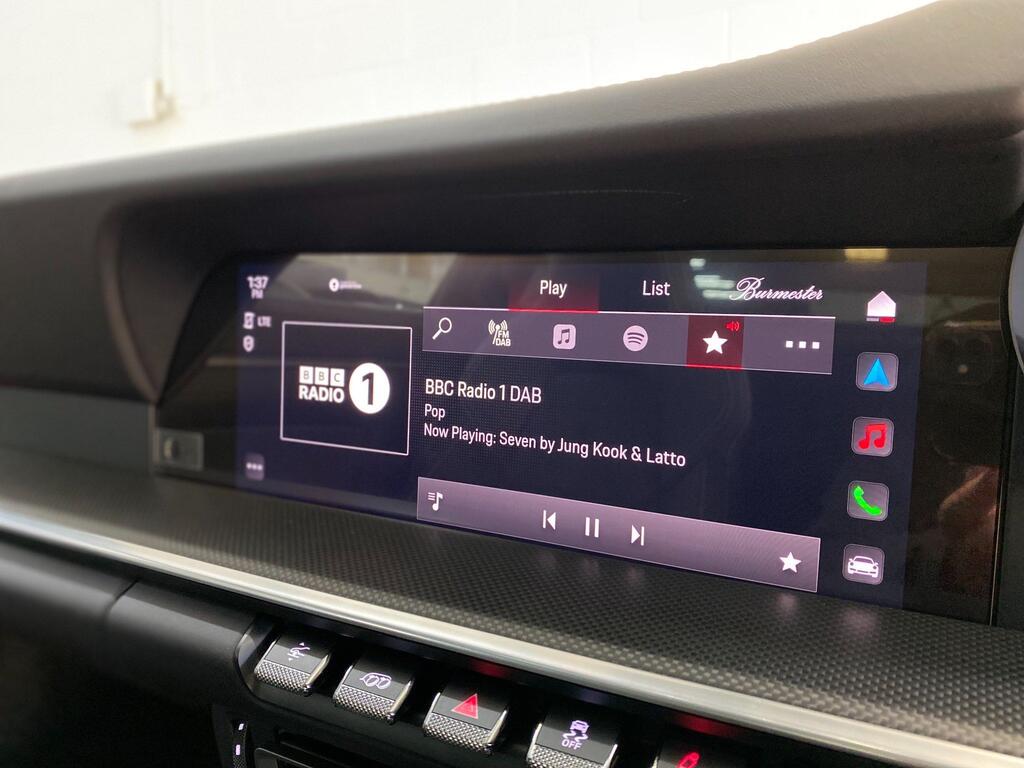 1:37
PM
LTE
Play
List
Burmester
FM
DAB
BBC
RADIO 1
BBC Radio 1 DAB
Pop
Now Playing: Seven by Jung Kook & Latto
OFF